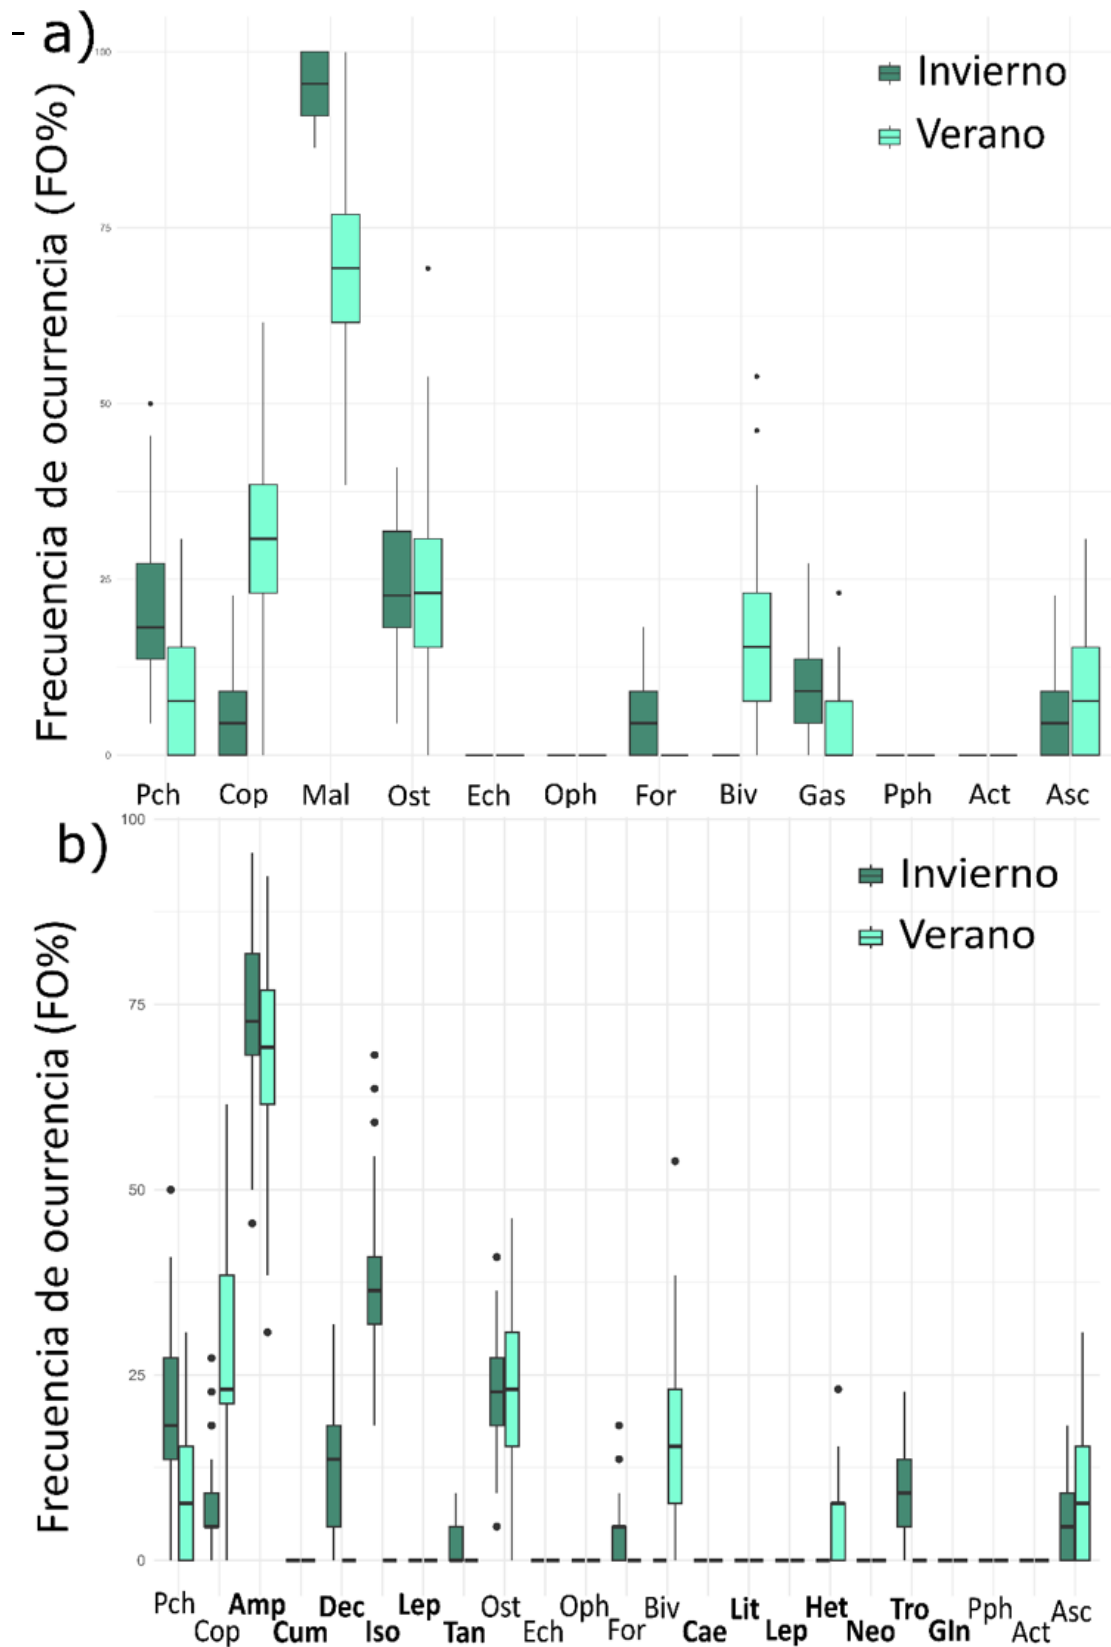 - a)
Frecuencia de ocurrencia (FO%)
100
75
50
25
0
Invierno
Verano
Pch Cop Mal Ost Ech Oph For Biv Gas Pph Act Asc
b)
Frecuencia de ocurrencia (FO%)
100
75
50
25
0
Invierno
Verano
Pch Amp Dec Lep Ost Oph Biv Lit Het Tro Pph Asc
Cop Cum Iso Tan Ech For Cae Lep Neo Gln Act